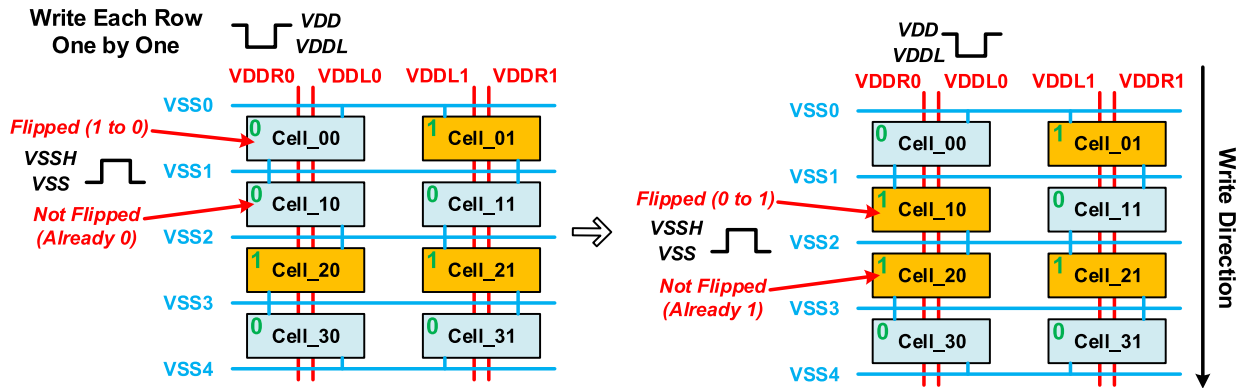 Write Each Row
One by One
VDD
VDDL
VDDR0 VDDL0 VDDL1 VDDR1
VSS0
Flipped (1 to 0)
0 Cell_00
1 Cell_01
VSSH
VSS
VSS1
0 Cell_10
0 Cell_11
Not Flipped
(Already 0)
VSS2
1 Cell_20
1 Cell_21
VSS3
0 Cell_30
0 Cell_31
VSS4
VDD
VDDL
VDDR0 VDDL0 VDDL1 VDDR1
VSS0
0 Cell_00
1 Cell_01
VSS1
Flipped (0 to 1)
1 Cell_10
0 Cell_11
VSSH
VSS
VSS2
1 Cell_20
1 Cell_21
Not Flipped
(Already 1)
VSS3
0 Cell_30
0 Cell_31
VSS4
Write Direction